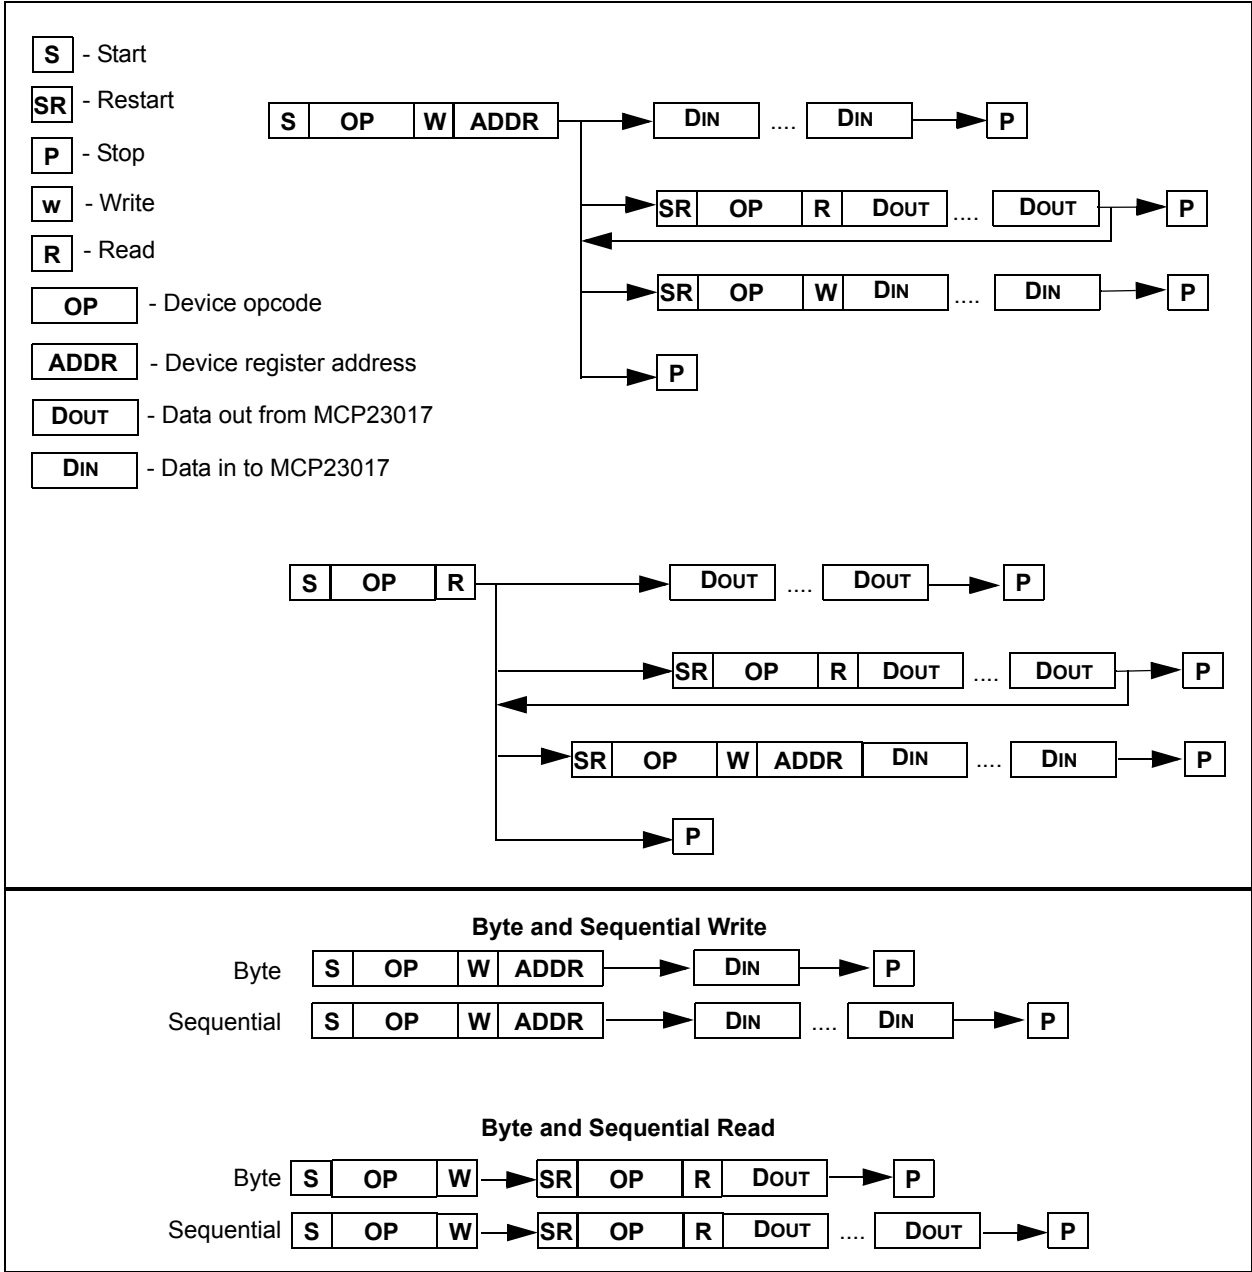 S - Start
SR - Restart
P - Stop
w - Write
R - Read
OP - Device opcode
ADDR - Device register address
DOUT - Data out from MCP23017
DIN - Data in to MCP23017
S OP W ADDR DIN .... DIN P
SR OP R DOUT .... DOUT P
SR OP W DIN .... DIN P
P
S OP R DOUT .... DOUT P
SR OP R DOUT .... DOUT P
SR OP W ADDR DIN .... DIN P
P
Byte and Sequential Write
Byte S OP W ADDR DIN P
Sequential S OP W ADDR DIN .... DIN P
Byte and Sequential Read
Byte S OP W SR OP R DOUT P
Sequential S OP W SR OP R DOUT .... DOUT P